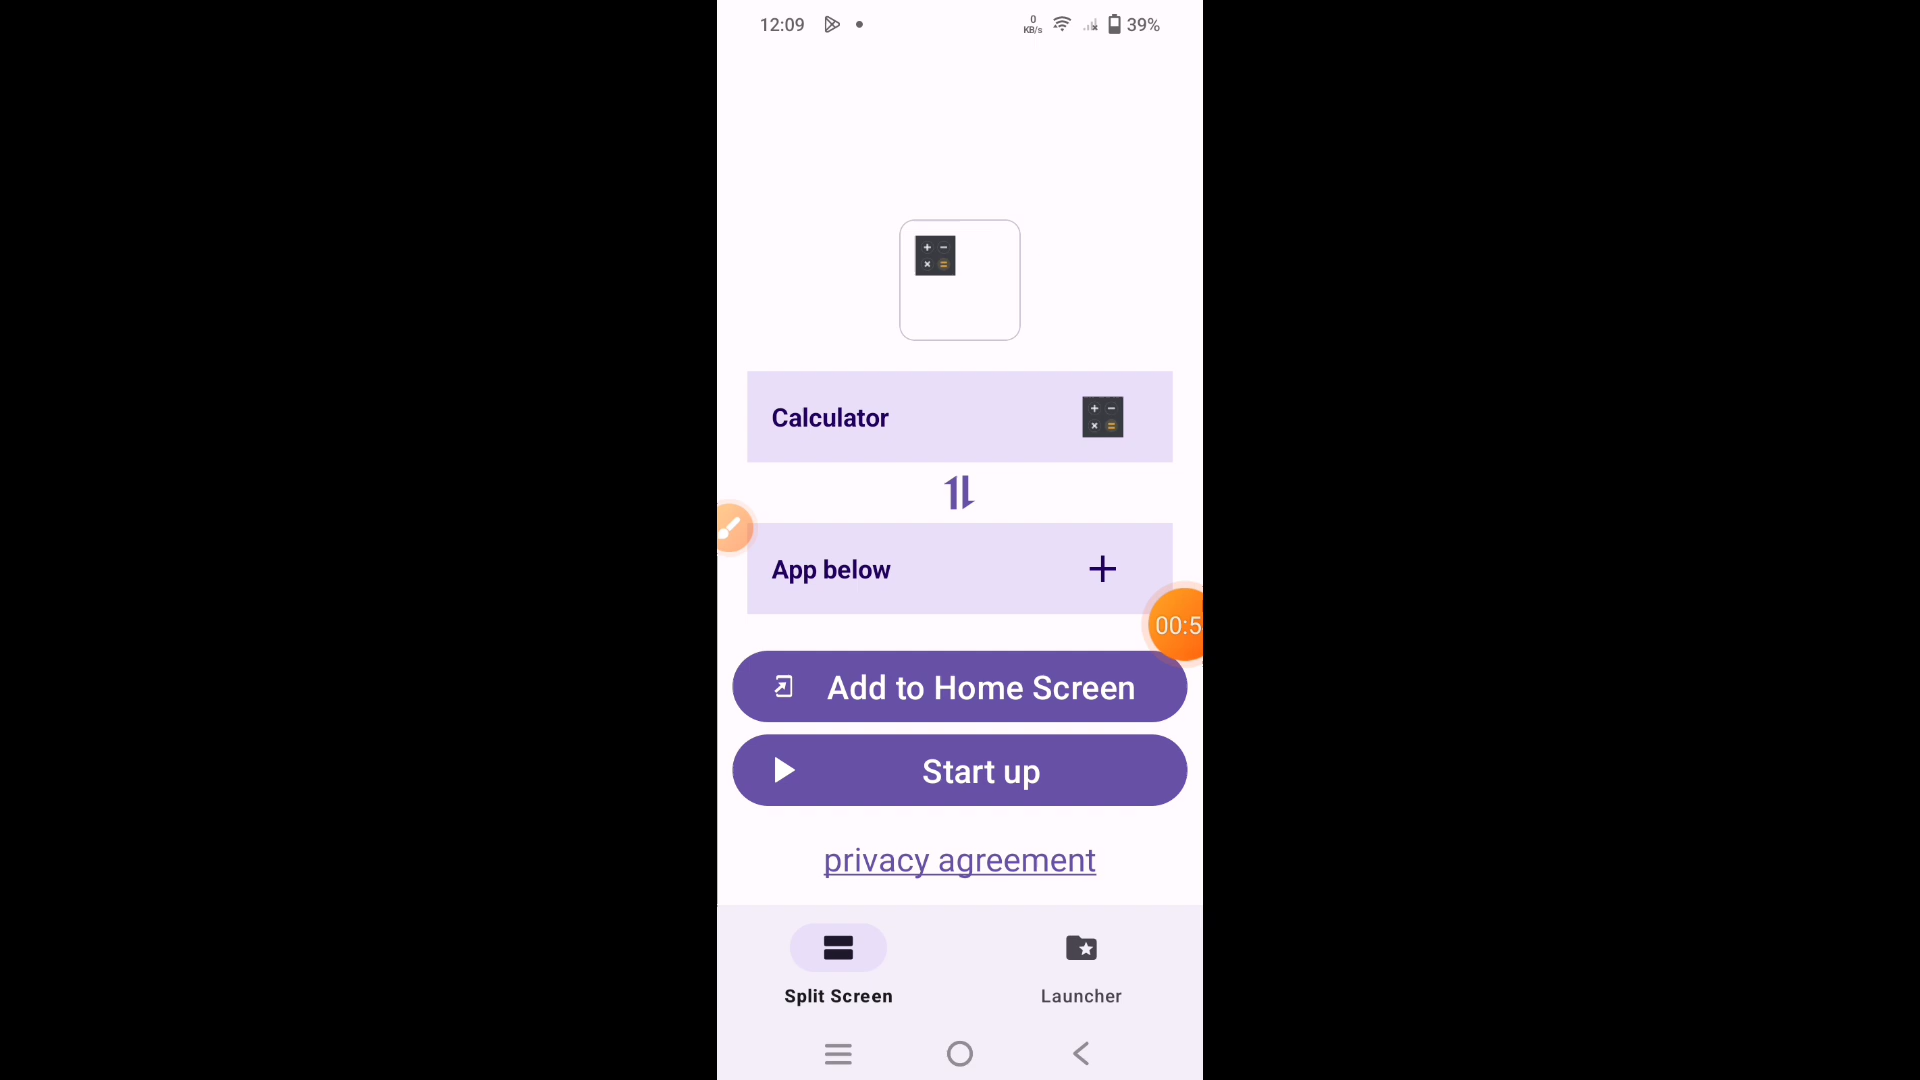 12:09
0
KB/s
39%
Calculator
App below
00:5
Add to Home Screen
Start up
privacy agreement
Split Screen
Launcher